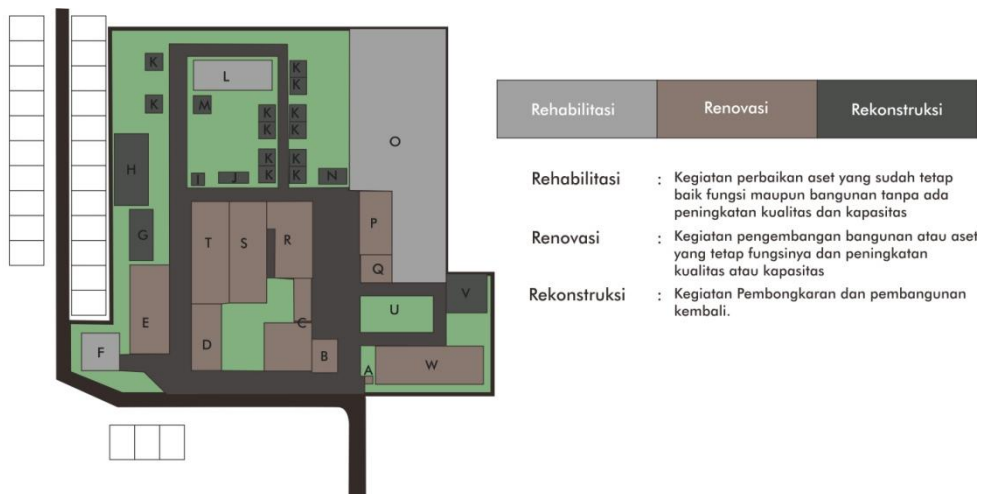 K
L
K
K
K
M
K
K
K
K
H
O
K
K
I
J
K
K
N
G
T
S
R
P
Q
E
U
V
C
F
D
B
A
W
Rehabilitasi
Renovasi
Rekonstruksi
Rehabilitasi : Kegiatan perbaikan aset yang sudah tetap
baik fungsi maupun bangunan tanpa ada
peningkatan kualitas dan kapasitas
Renovasi : Kegiatan pengembangan bangunan atau aset
yang tetap fungsinya dan peningkatan
kualitas atau kapasitas
Rekonstruksi : Kegiatan Pembongkaran dan pembangunan
kembali.